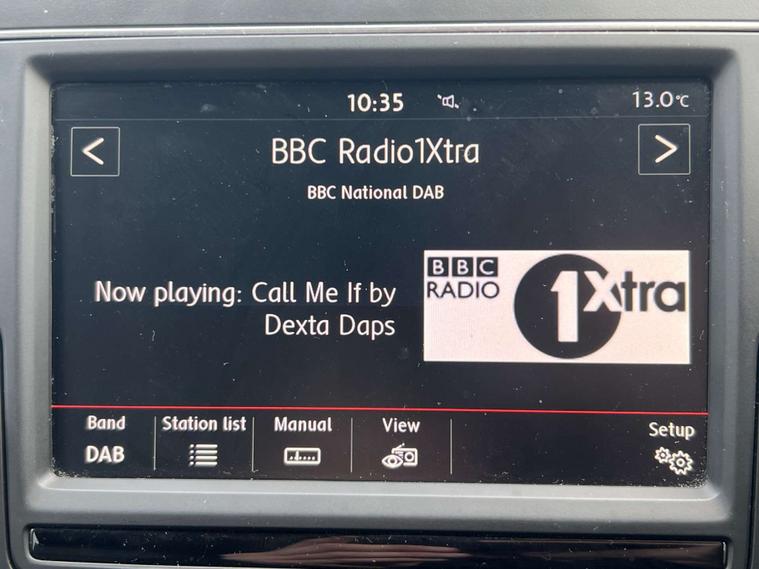 10:35
13.0°C
BBC Radio1Xtra
BBC National DAB
Now playing: Call Me If by
Dexta Daps
BBC
RADIO
1Xtra
Band
DAB
Station list
Manual
View
Setup